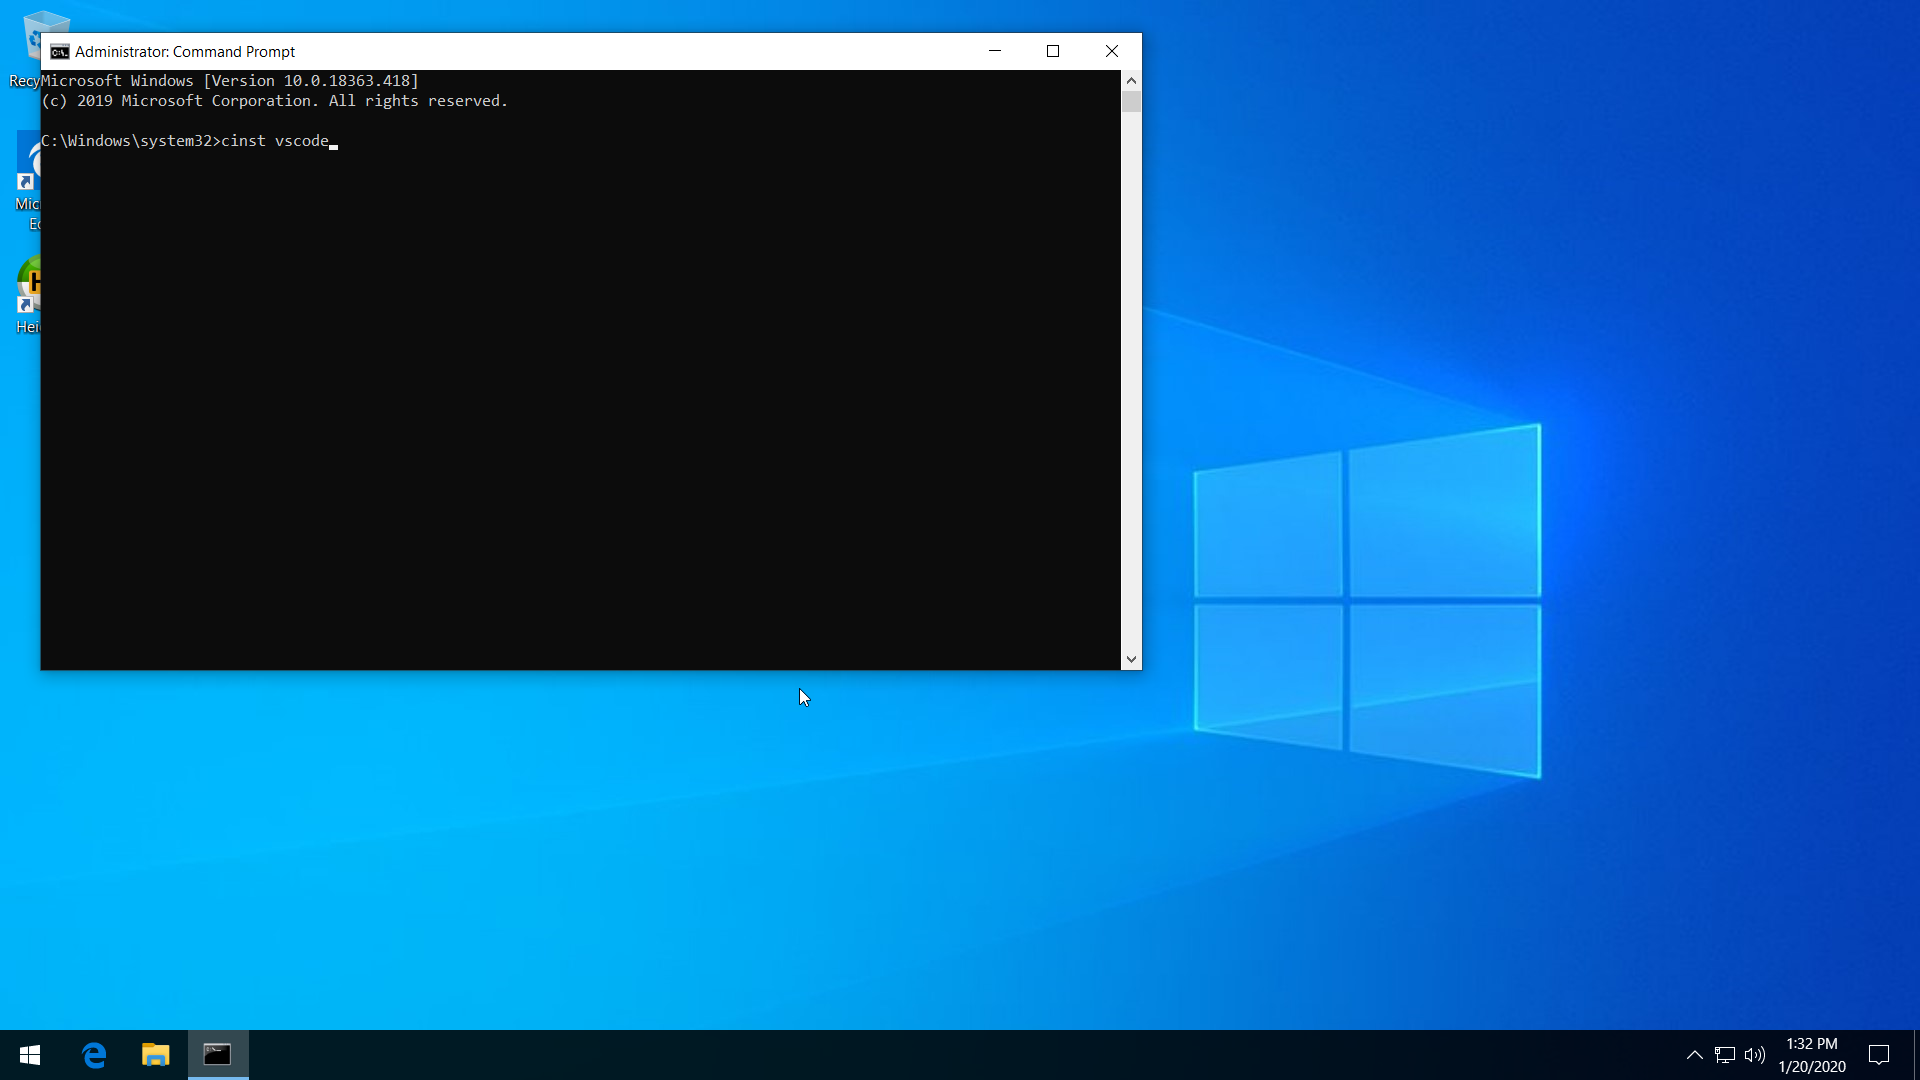 Administrator: Command Prompt
Microsoft Windows [Version 10.0.18363.418]
(c) 2019 Microsoft Corporation. All rights reserved.
C:\Windows\system32>cinst vscode
Recy
Mic
Hei
1:32 PM
1/20/2020